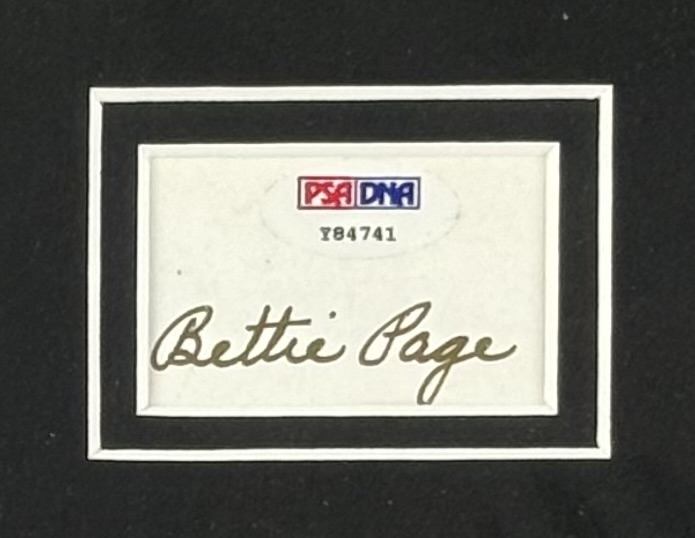 PSA DNA
Y84741
Bettie Page